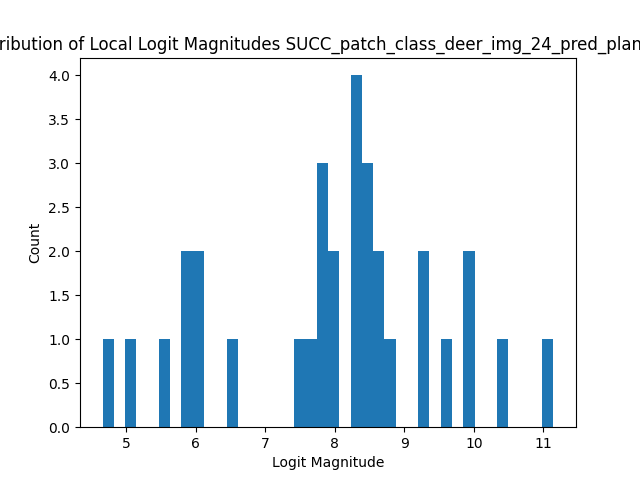 ribution of Local Logit Magnitudes SUCC_patch_class_deer_img_24_pred_plan
4.0
3.5
3.0
2.5
2.0
1.5
1.0
0.5
0.0
Count
5 6 7 8 9 10 11
Logit Magnitude